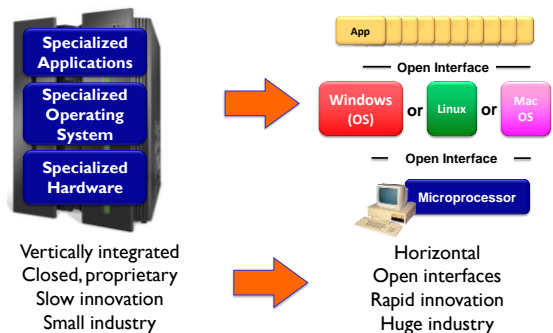 Specialized
Applications
Specialized
Operating
System
Specialized
Hardware
Vertically integrated
Closed, proprietary
Slow innovation
Small industry
App
Open Interface
Windows
(OS)
or
Linux
or
Mac
OS
Open Interface
Microprocessor
Horizontal
Open interfaces
Rapid innovation
Huge industry